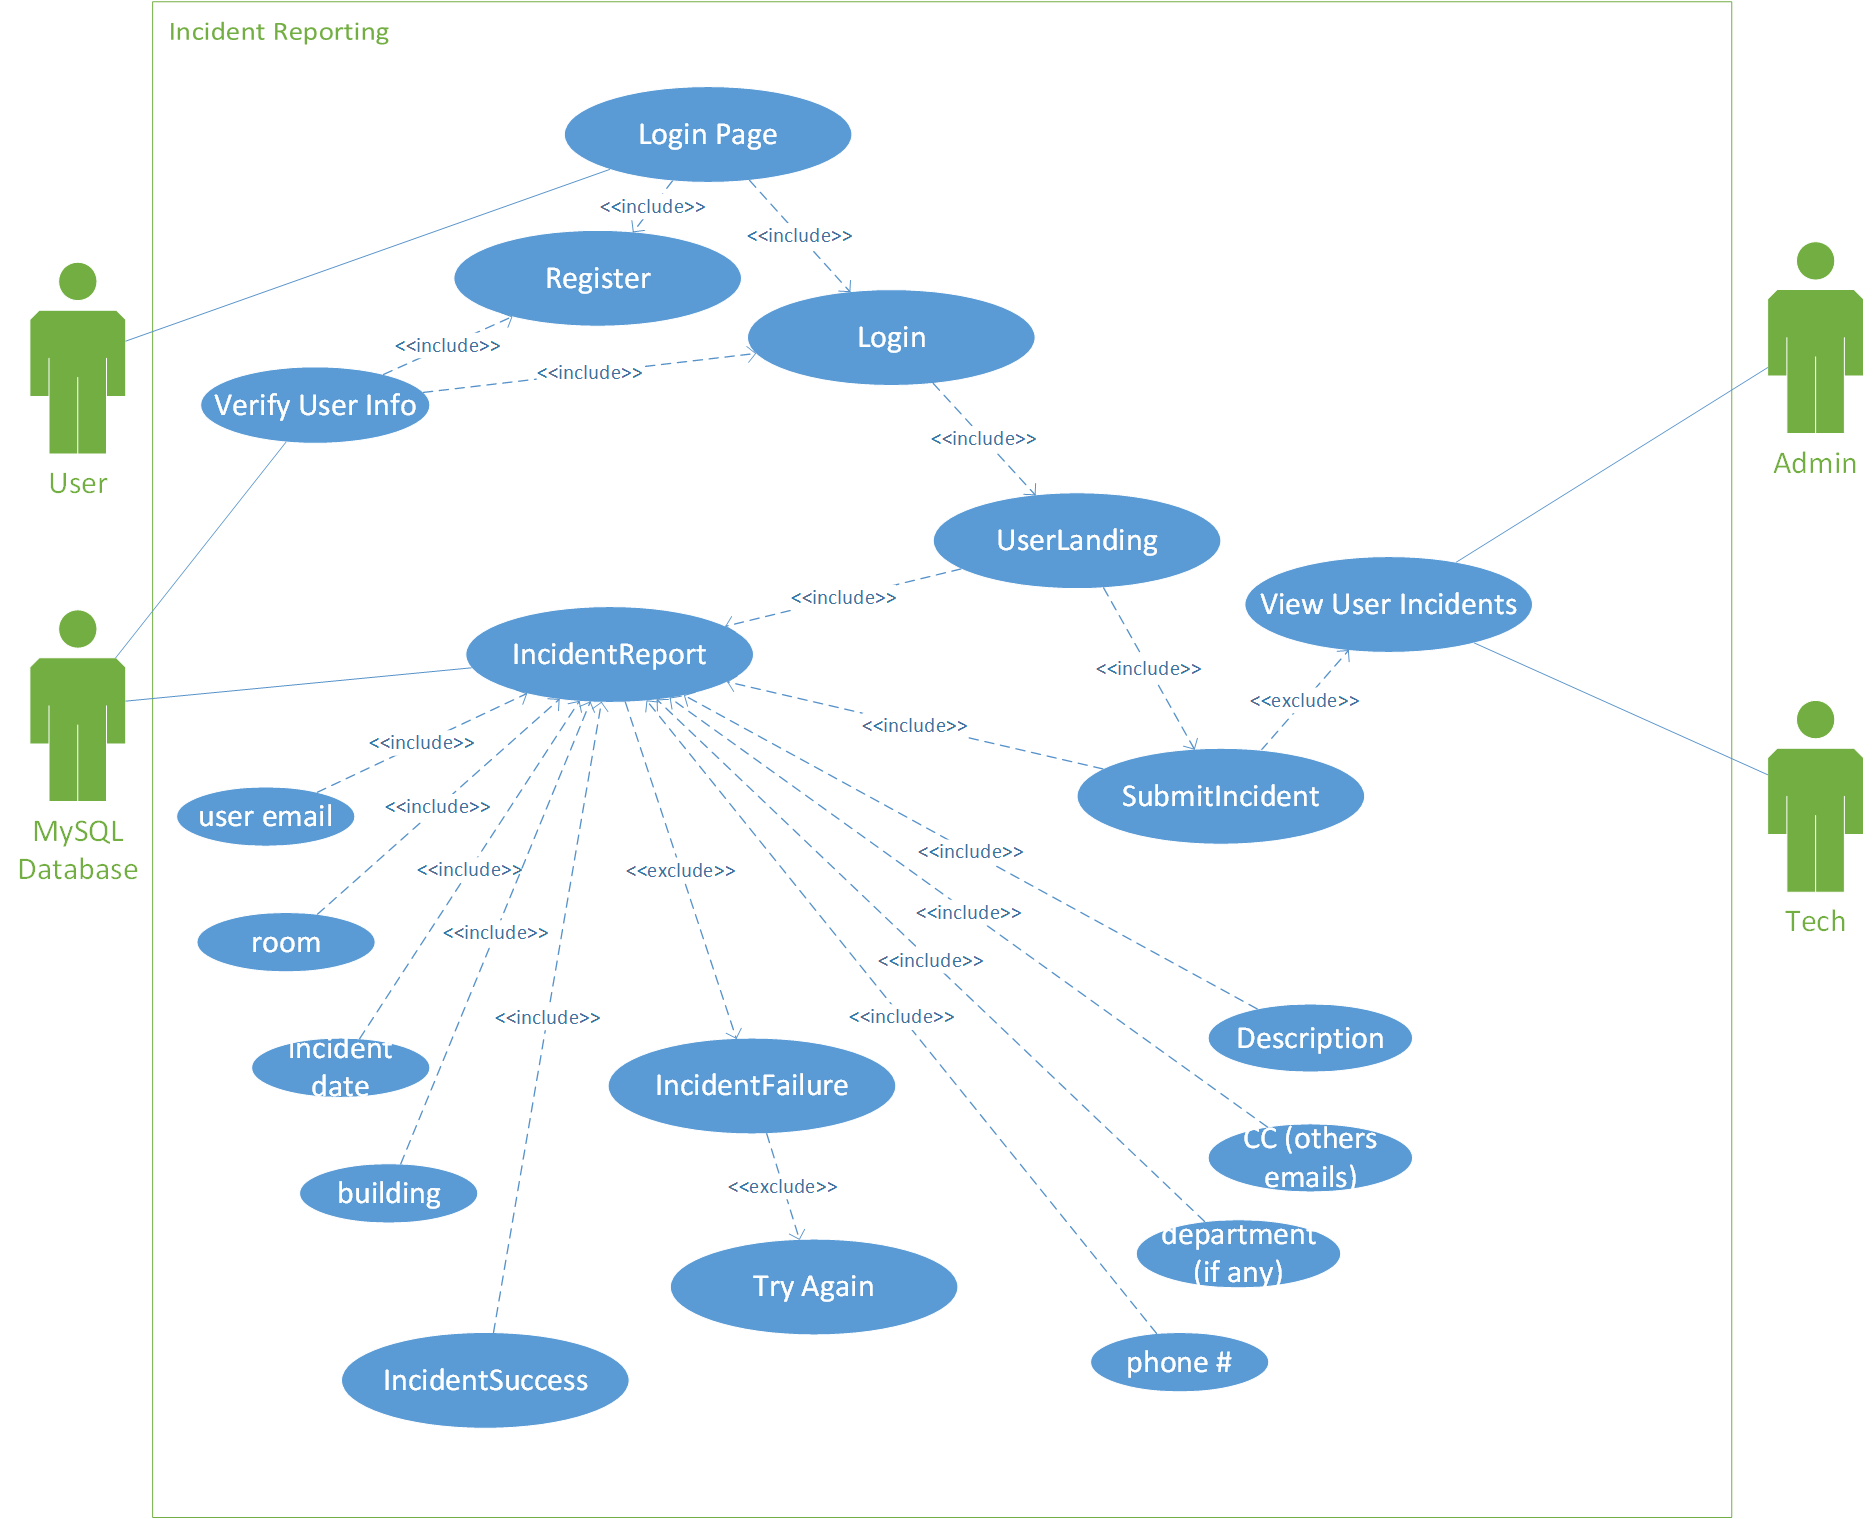 Incident Reporting
Login Page
<<include>>
<<include>>
Register
Login
<<include>>
<<include>>
Verify User Info
User
Admin
<<include>>
UserLanding
<<include>>
View User Incidents
IncidentReport
<<include>>
<<exclude>>
<<include>>
<<include>>
SubmitIncident
<<include>>
user email
MySQL
Database
<<include>>
<<include>>
<<exclude>>
<<include>>
<<include>>
Tech
<<include>>
room
<<include>>
<<include>>
<<include>>
Description
incident
date
IncidentFailure
CC (others
emails)
building
<<exclude>>
department
(if any)
Try Again
phone #
IncidentSuccess